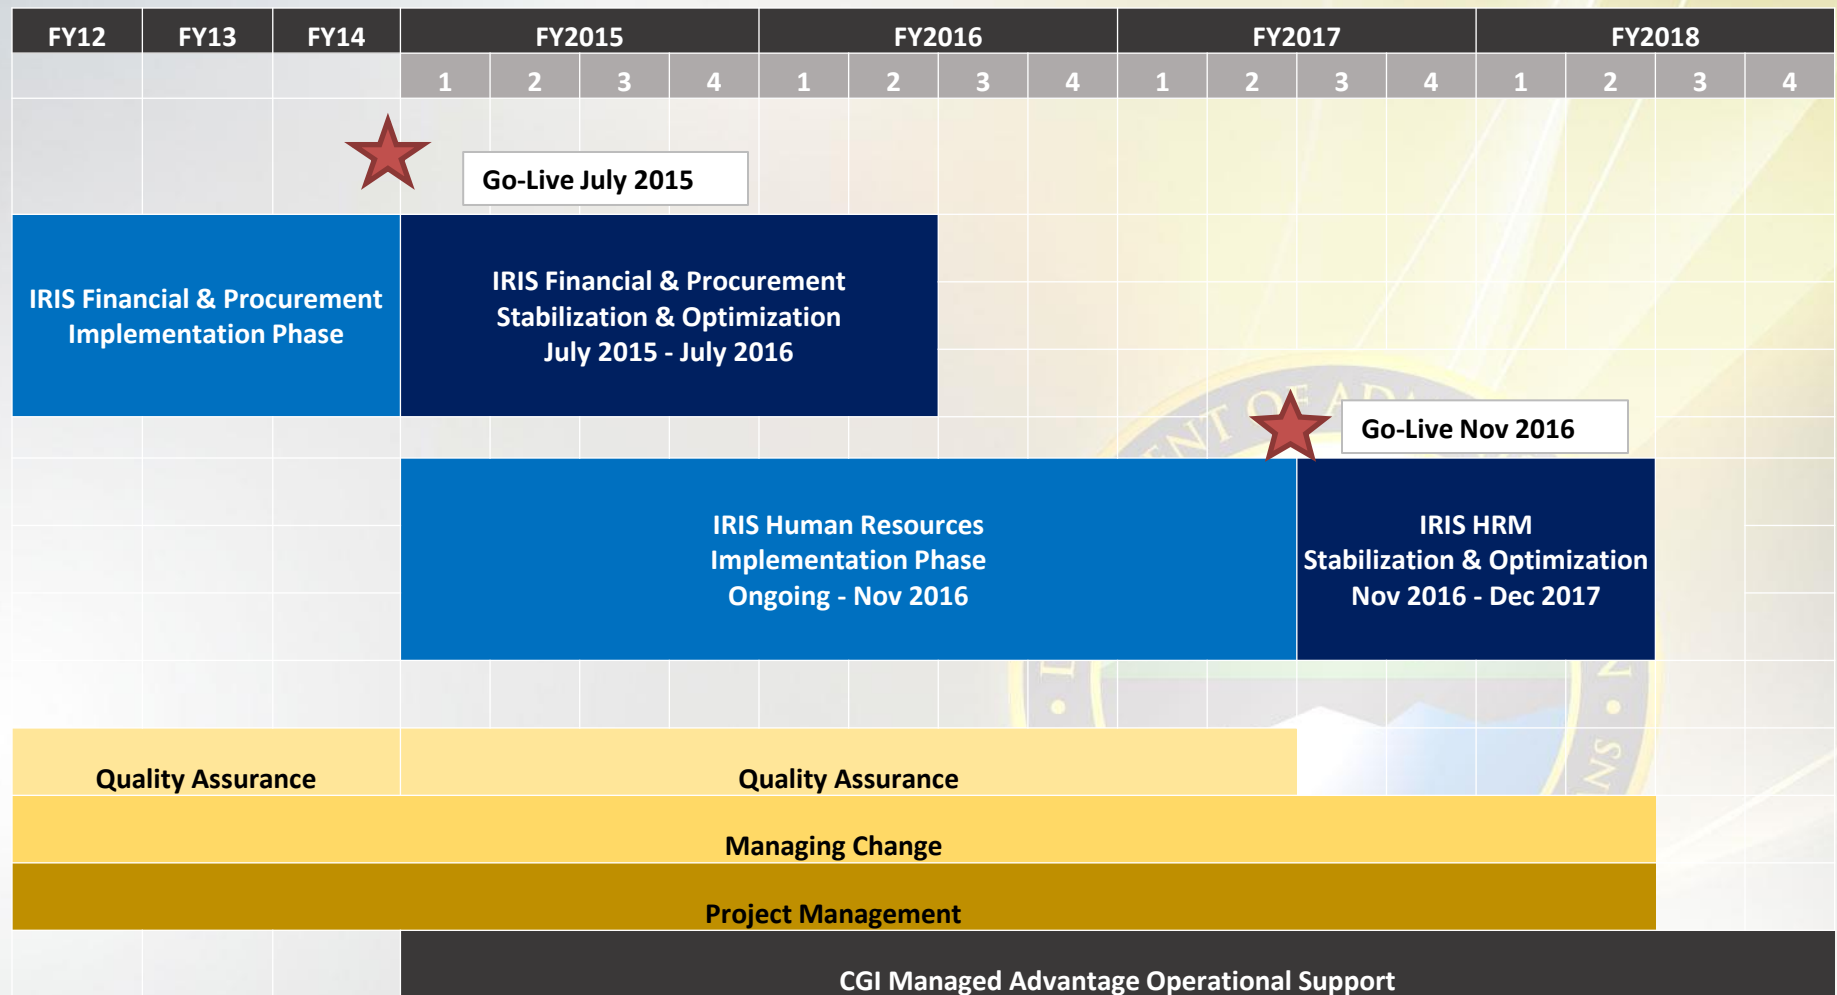 FY12 FY13 FY14 FY2015 FY2016 FY2017 FY2018
1 2 3 4 1 2 3 4 1 2 3 4 1 2 3 4
Go-Live July 2015
IRIS Financial & Procurement
Implementation Phase
IRIS Financial & Procurement
Stabilization & Optimization
July 2015 - July 2016
ENT OF AD
Go-Live Nov 2016
IRIS Human Resources
Implementation Phase
Ongoing - Nov 2016
IRIS HRM
Stabilization & Optimization
Nov 2016 - Dec 2017
Quality Assurance Quality Assurance
Managing Change
Project Management
CGI Managed Advantage Operational Support